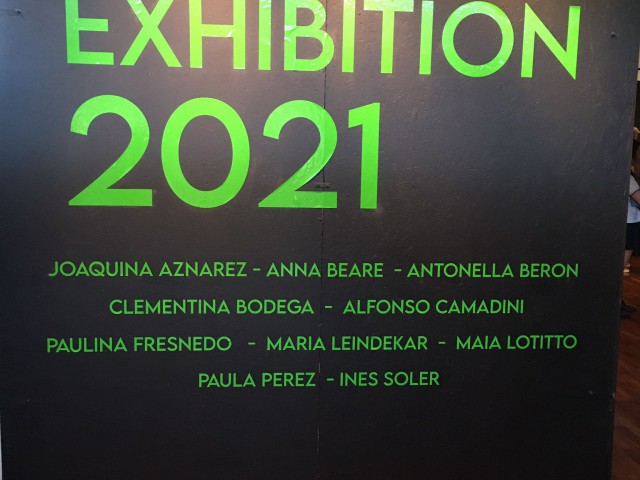 EXHIBITION
2021
JOAQUINA AZNAREZ - ANNA BEARE - ANTONELLA BERON
CLEMENTINA BODEGA - ALFONSO CAMADINI
PAULINA FRESNEDO - MARIA LEINDEKAR - MAIA LOTITTO
PAULA PEREZ - INES SOLER